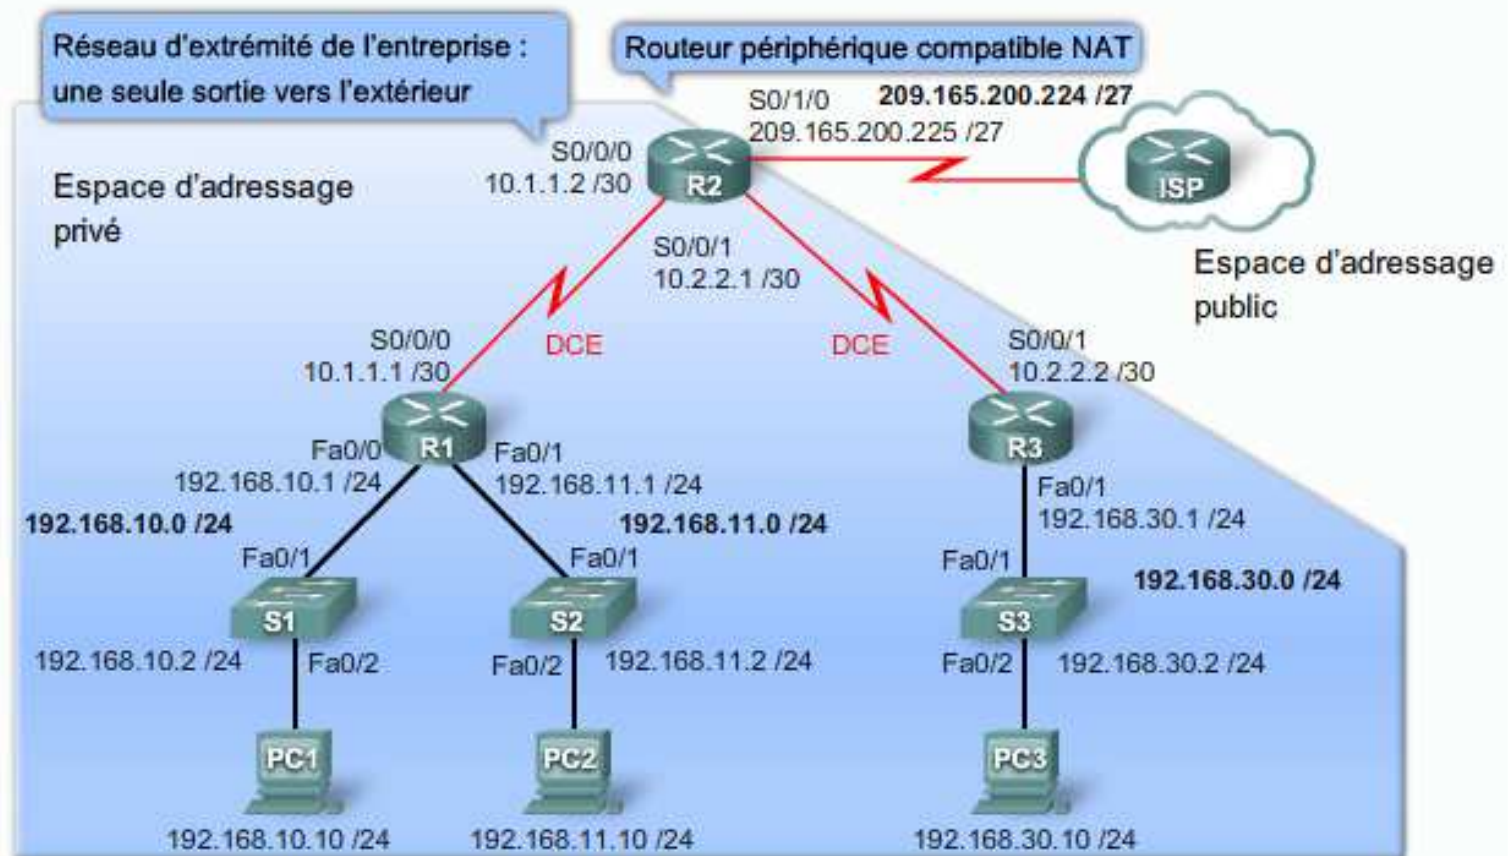 Réseau d'extrémité de l'entreprise :
une seule sortie vers l'extérieur
Routeur périphérique compatible NAT
S0/1/0
209.165.200.224 /27
209.165.200.225 /27
S0/0/0
10.1.1.2 /30
R2
ISP
Espace d'adressage
privé
S0/0/1
10.2.2.1 /30
Espace d'adressage
public
S0/0/0
10.1.1.1 /30
DCE
DCE
S0/0/1
10.2.2.2 /30
R1
R3
Fa0/0
192.168.10.1 /24
Fa0/1
192.168.11.1 /24
Fa0/1
192.168.30.1 /24
192.168.10.0 /24
192.168.11.0 /24
Fa0/1
Fa0/1
Fa0/1
192.168.30.0 /24
S1
S2
S3
192.168.10.2 /24
Fa0/2
Fa0/2
192.168.11.2 /24
Fa0/2
192.168.30.2 /24
PC1
PC2
PC3
192.168.10.10 /24
192.168.11.10 /24
192.168.30.10 /24